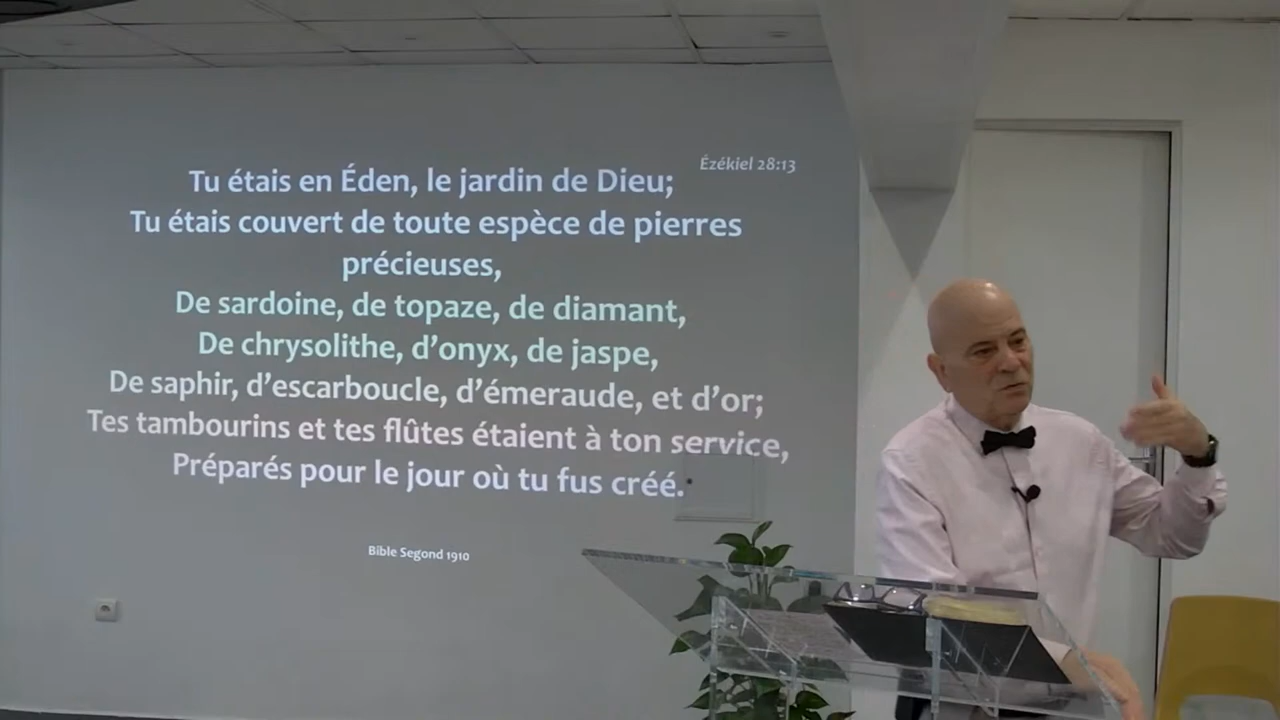 Ézékiel 28:13
Tu étais en Éden, le jardin de Dieu;
Tu étais couvert de toute espèce de pierres
précieuses,
De sardoine, de topaze, de diamant,
De chrysolithe, d’onyx, de jaspe,
De saphir, d’escarboucle, d’émeraude, et d’or;
Tes tambourins et tes flûtes étaient à ton service,
Préparés pour le jour où tu fus créé.
Bible Segond 1910